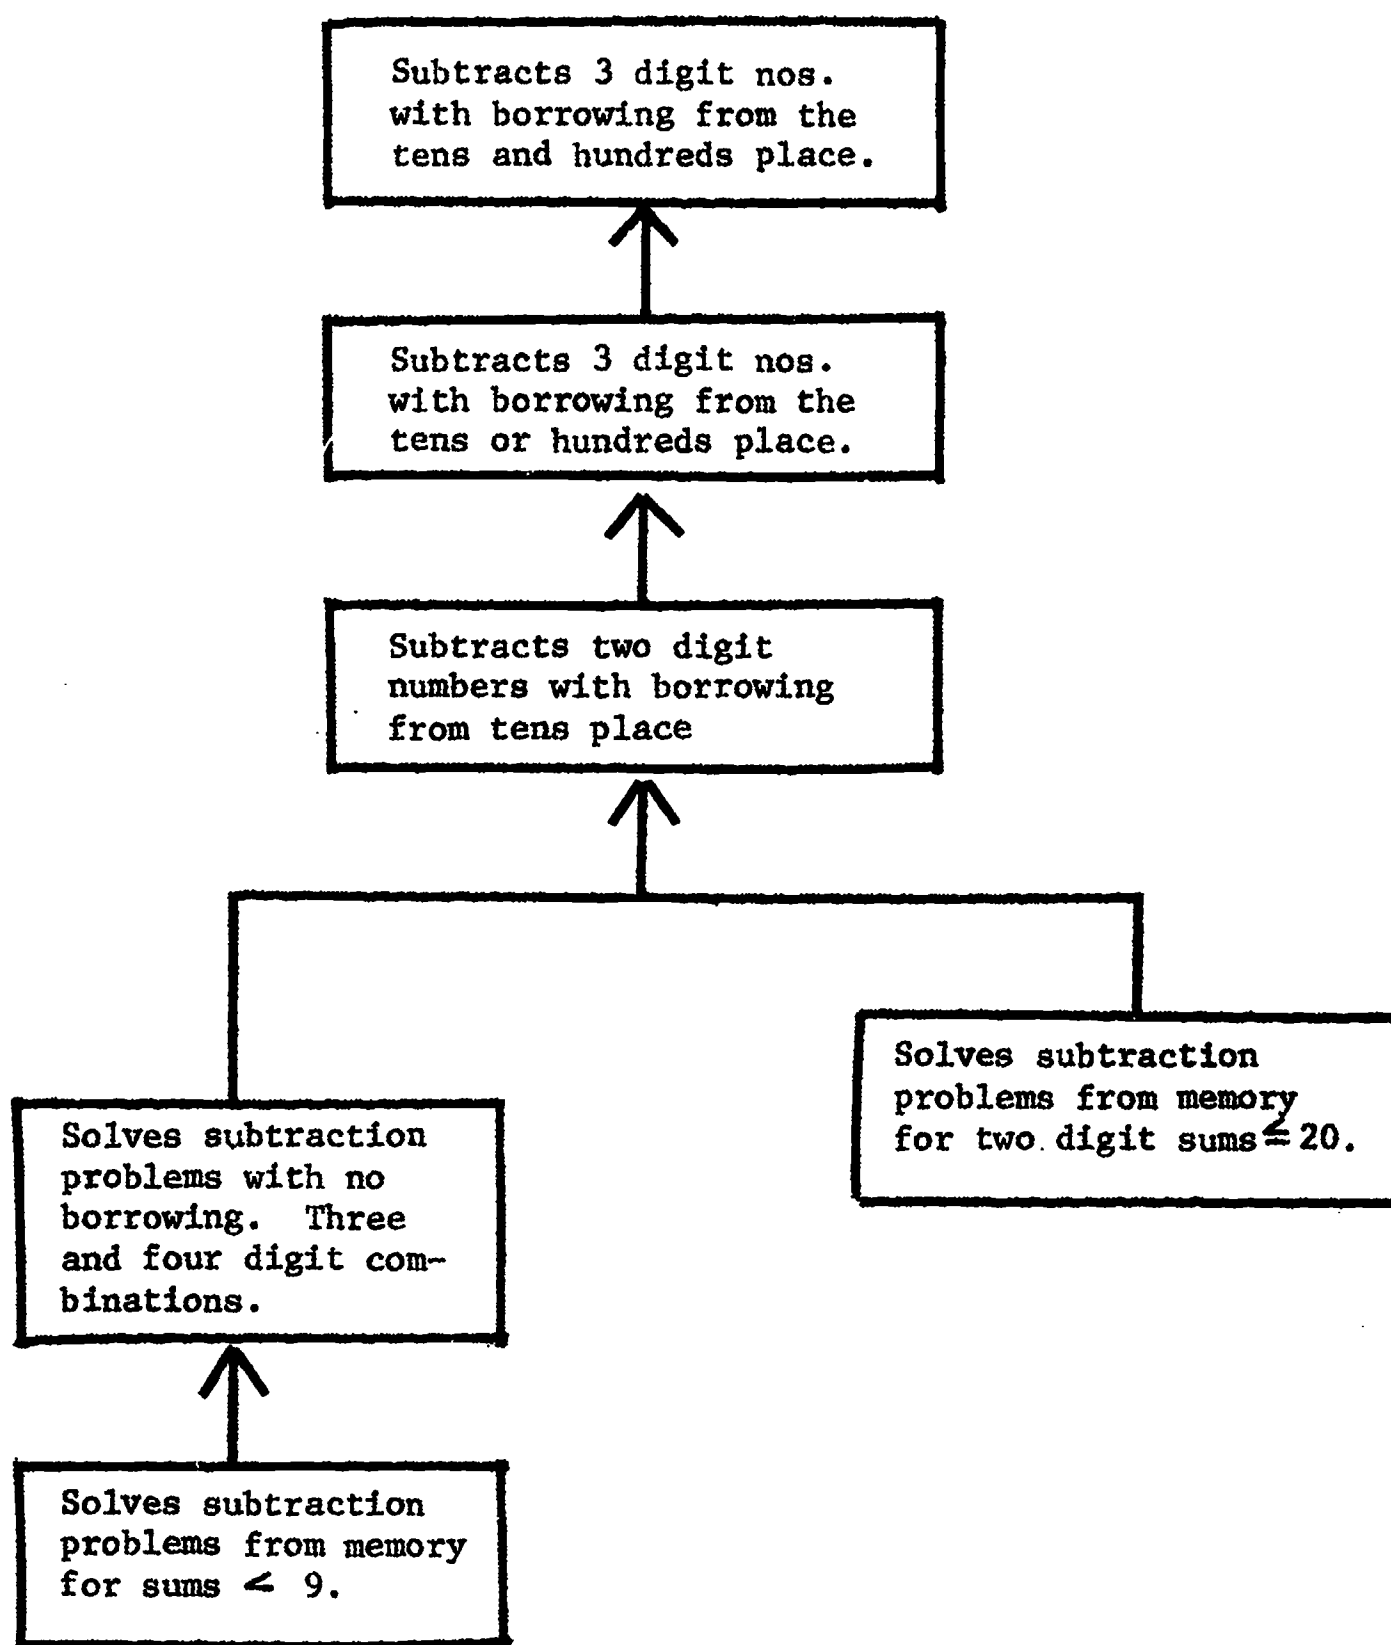 Subtracts 3 digit nos.
with borrowing from the
tens and hundreds place.
Subtracts 3 digit nos.
with borrowing from the
tens or hundreds place.
Subtracts two digit
numbers with borrowing
from tens place
Solves subtraction
problems from memory
for two digit sums ≤ 20.
Solves subtraction
problems with no
borrowing. Three
and four digit com-
binations.
Solves subtraction
problems from memory
for sums < 9.